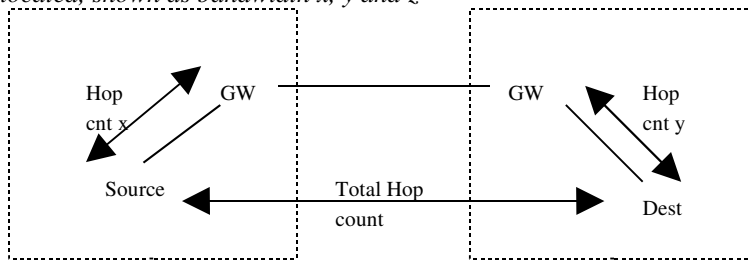 located, shown as bandwidth x, y and
Hop
cnt x
GW
GW
Hop
cnt y
Source
Total Hop
count
Dest